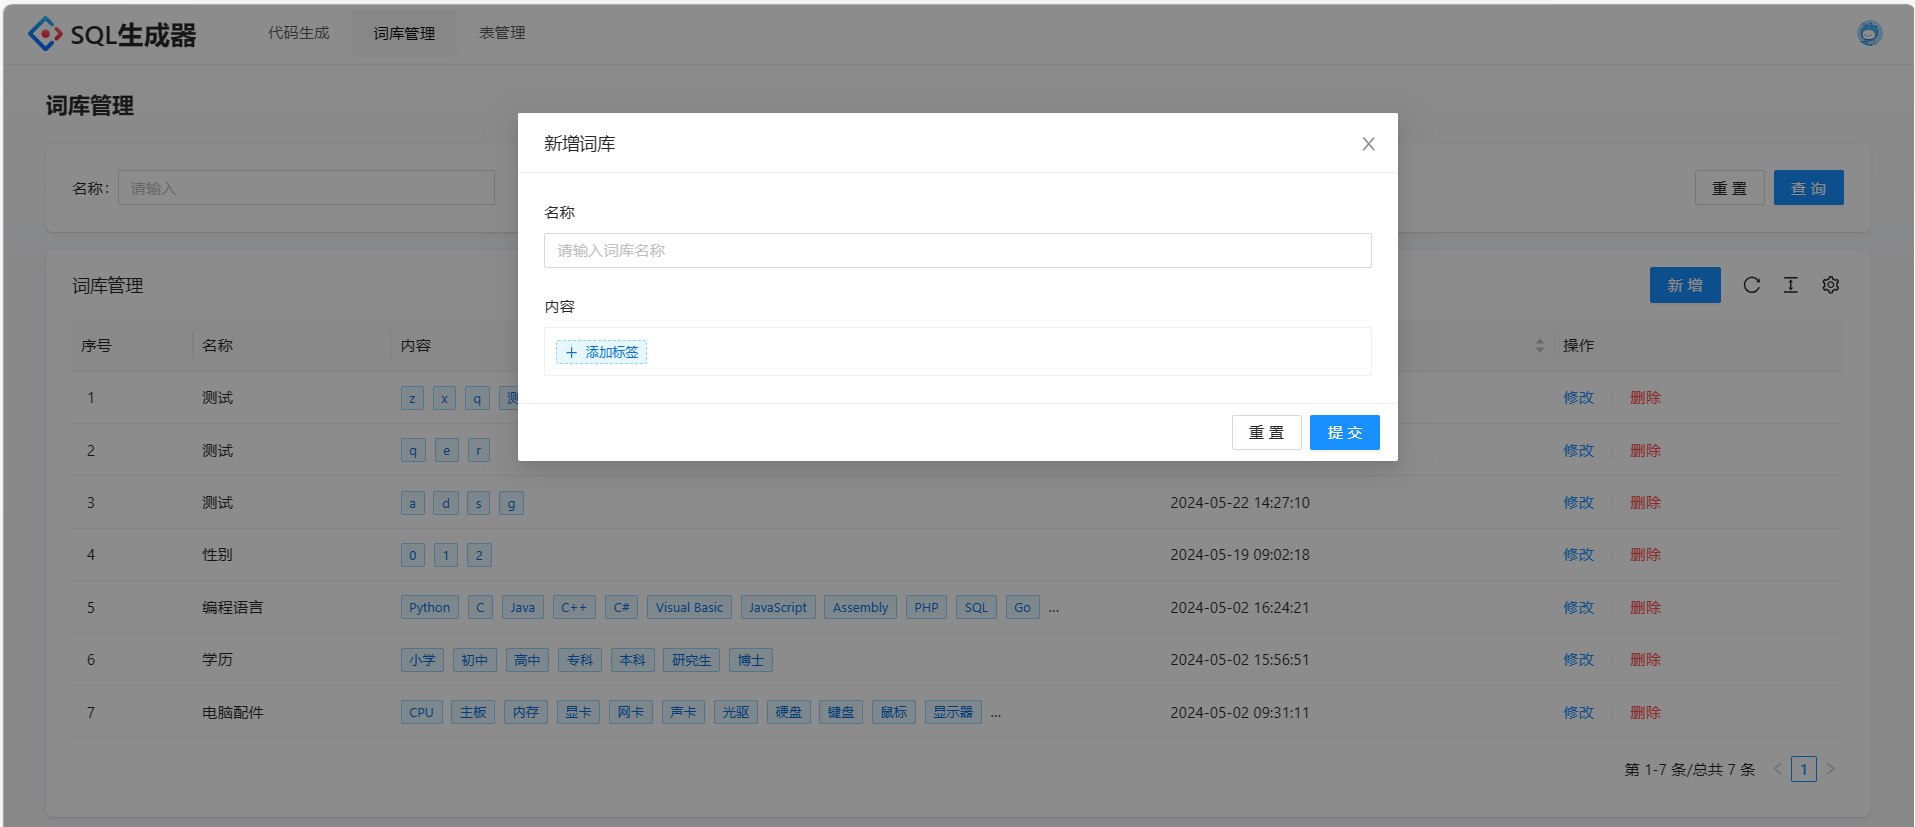 SQL生成器 代码生成 词库管理 表管理
词库管理
新增词库
名称: 请输入 重置 查询
名称
请输入词库名称
词库管理 新增
内容
序号 名称 内容 操作
+ 添加标签
1 测试 z x q 测 修改 删除
重置 提交
2 测试 q e r 修改 删除
3 测试 a d s g 2024-05-22 14:27:10 修改 删除
4 性别 0 1 2 2024-05-19 09:02:18 修改 删除
5 编程语言 Python C Java C++ C# Visual Basic JavaScript Assembly PHP SQL Go ... 2024-05-02 16:24:21 修改 删除
6 学历 小学 初中 高中 专科 本科 研究生 博士 2024-05-02 15:56:51 修改 删除
7 电脑配件 CPU 主板 内存 显卡 网卡 声卡 光驱 硬盘 键盘 鼠标 显示器 ... 2024-05-02 09:31:11 修改 删除
第 1-7 条/总共 7 条 < 1 >